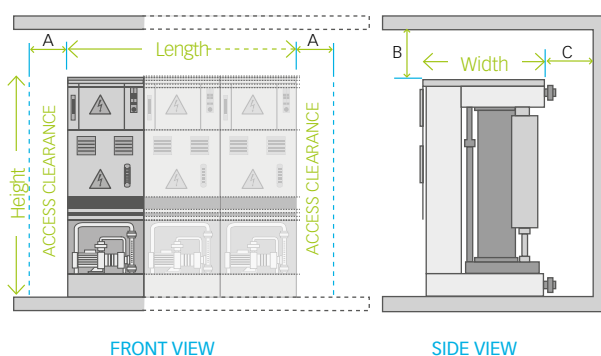 A
Length
A
B
Width
C
Height
ACCESS CLEARANCE
ACCESS CLEARANCE
FRONT VIEW
SIDE VIEW